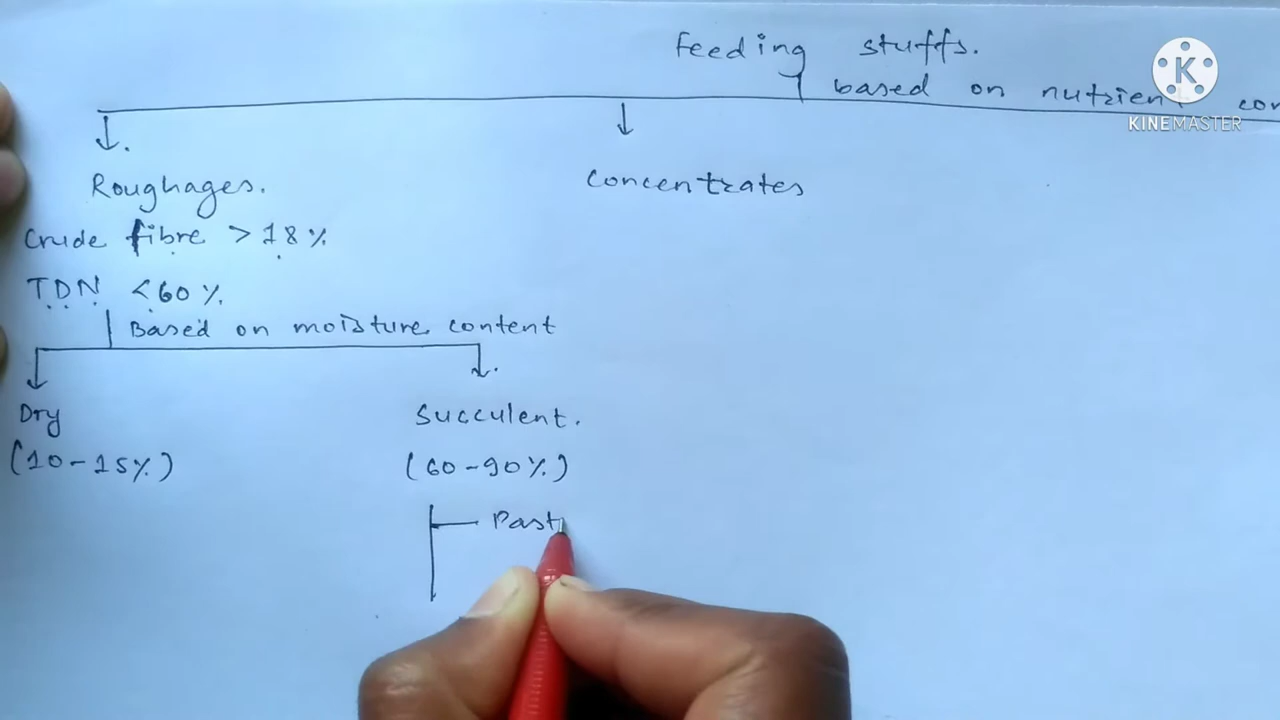 Feeding stuffs.
based on nutrient con
K
KINEMASTER
Roughages.
Concentrates
Crude fibre > 18%
TDN <60%
Based on moisture content
Dry
Succulent.
(10-15%)
(60-90%)
Past